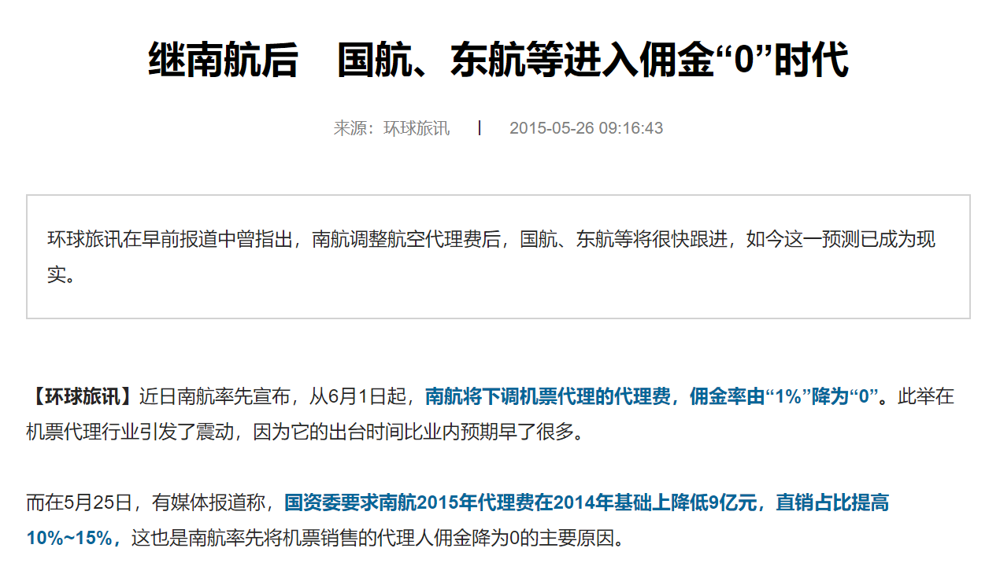 继南航后　国航、东航等进入佣金“0”时代
来源：环球旅讯 | 2015-05-26 09:16:43
环球旅讯在早前报道中曾指出，南航调整航空代理费后，国航、东航等将很快跟进，如今这一预测已成为现
实。
【环球旅讯】近日南航率先宣布，从6月1日起，南航将下调机票代理的代理费，佣金率由“1%”降为“0”。此举在
机票代理行业引发了震动，因为它的出台时间比业内预期早了很多。
而在5月25日，有媒体报道称，国资委要求南航2015年代理费在2014年基础上降低9亿元，直销占比提高
10%~15%，这也是南航率先将机票销售的代理人佣金降为0的主要原因。